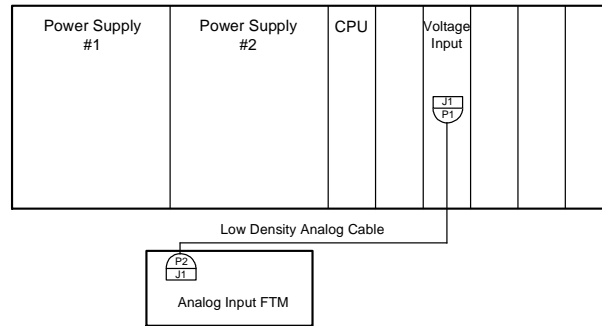 Power Supply
#1
Power Supply
#2
CPU
Voltage
Input
J1
P1
Low Density Analog Cable
P2
J1
Analog Input FTM